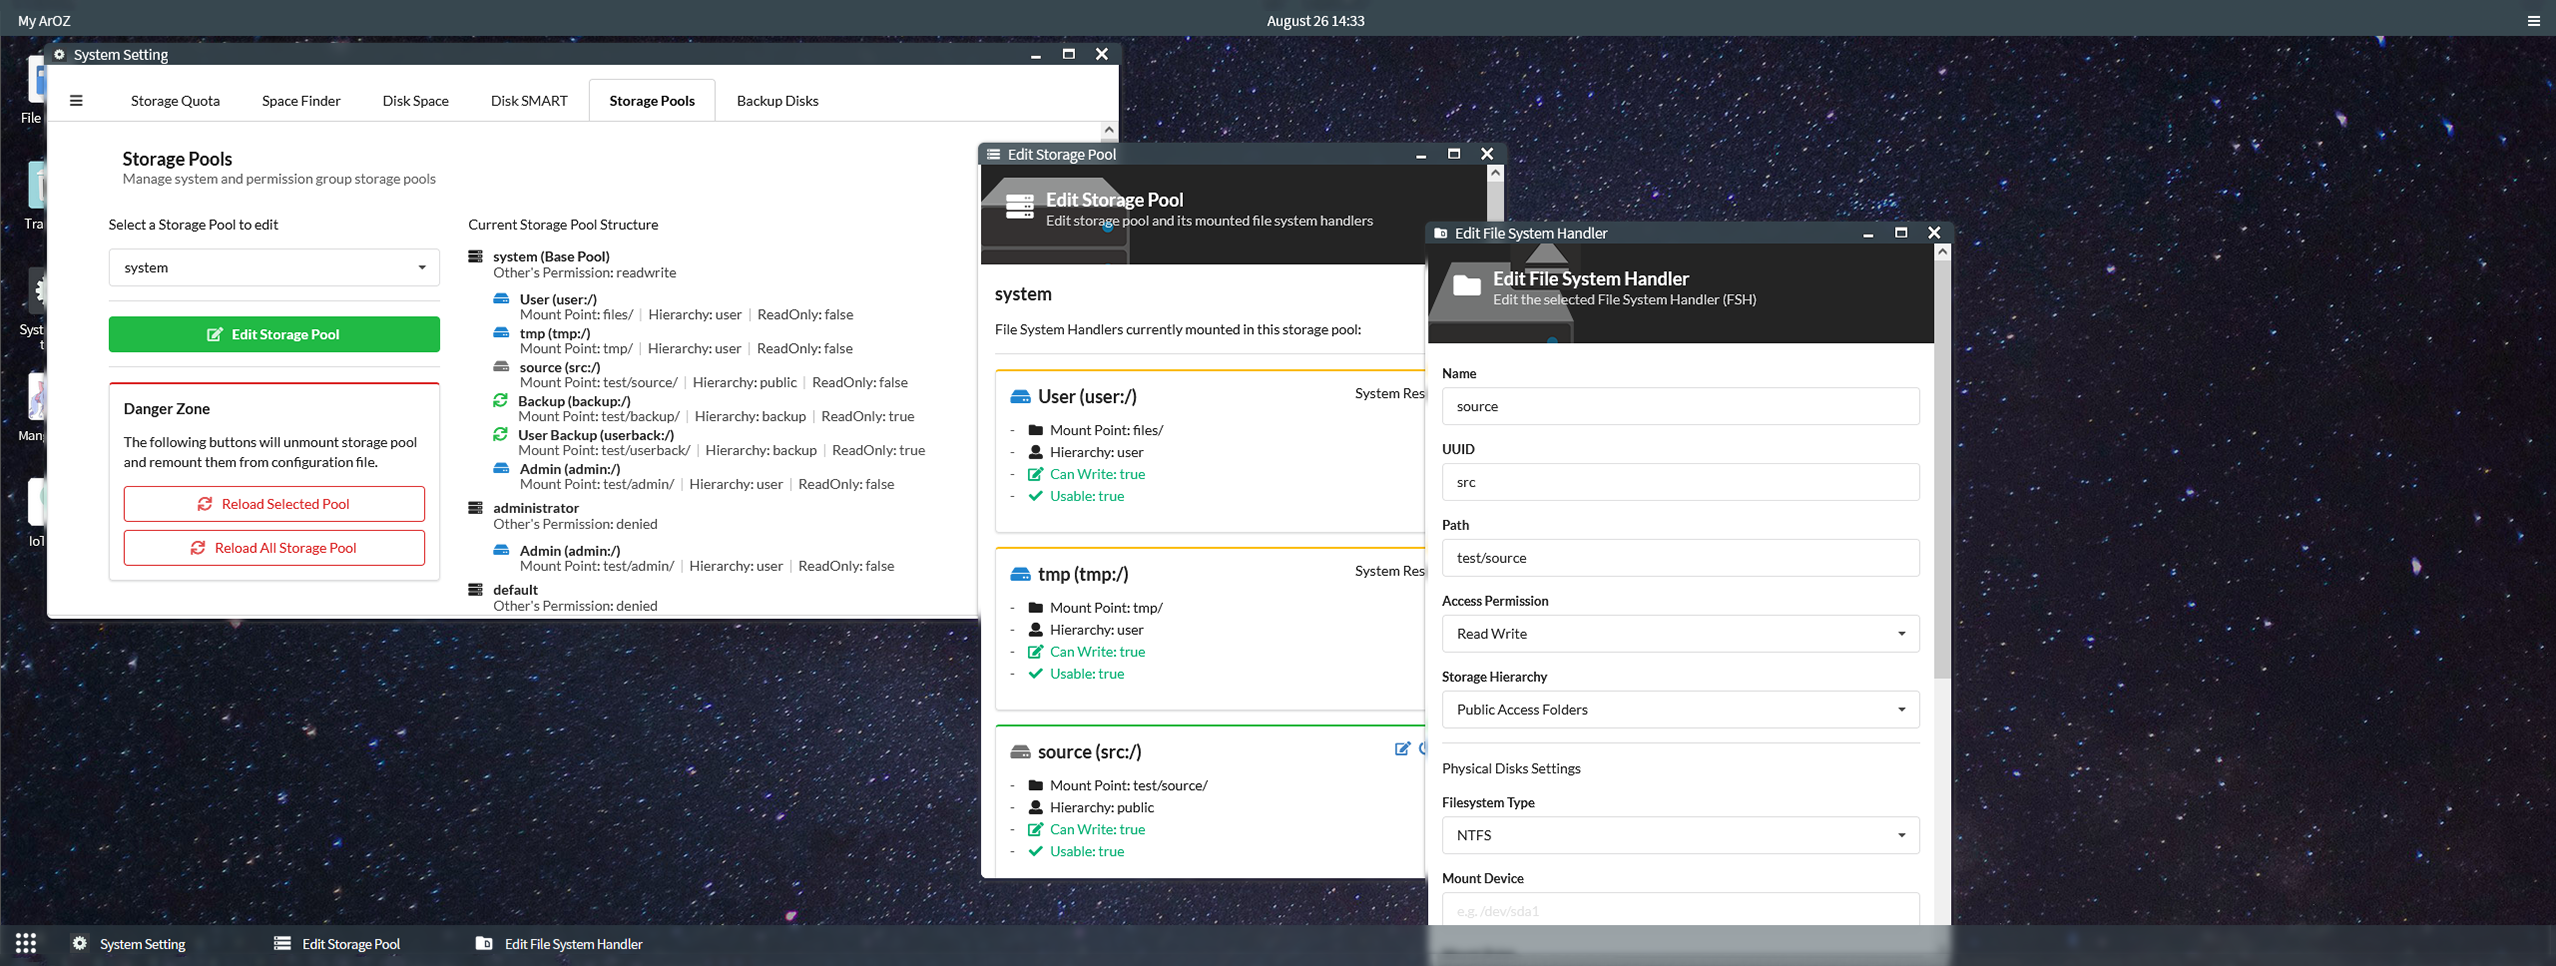 My ArOZ
August 26 14:33
File
Tra
Syst
t
Mang
IoT
System Setting
Storage Quota
Space Finder
Disk Space
Disk SMART
Storage Pools
Backup Disks
Storage Pools
Manage system and permission group storage pools
Select a Storage Pool to edit
system
Edit Storage Pool
Danger Zone
The following buttons will unmount storage pool
and remount them from configuration file.
Reload Selected Pool
Reload All Storage Pool
Current Storage Pool Structure
system (Base Pool)
Other's Permission: readwrite
User (user:/)
Mount Point: files/ | Hierarchy: user | ReadOnly: false
tmp (tmp:/)
Mount Point: tmp/ | Hierarchy: user | ReadOnly: false
source (src:/)
Mount Point: test/source/ | Hierarchy: public | ReadOnly: false
Backup (backup:/)
Mount Point: test/backup/ | Hierarchy: backup | ReadOnly: true
User Backup (userback:/)
Mount Point: test/userback/ | Hierarchy: backup | ReadOnly: true
Admin (admin:/)
Mount Point: test/admin/ | Hierarchy: user | ReadOnly: false
administrator
Other's Permission: denied
Admin (admin:/)
Mount Point: test/admin/ | Hierarchy: user | ReadOnly: false
default
Other's Permission: denied
Edit Storage Pool
Edit Storage Pool
Edit storage pool and its mounted file system handlers
system
File System Handlers currently mounted in this storage pool:
User (user:/)
System Res
- Mount Point: files/
- Hierarchy: user
- Can Write: true
- Usable: true
tmp (tmp:/)
System Res
- Mount Point: tmp/
- Hierarchy: user
- Can Write: true
- Usable: true
source (src:/)
- Mount Point: test/source/
- Hierarchy: public
- Can Write: true
- Usable: true
Edit File System Handler
Edit File System Handler
Edit the selected File System Handler (FSH)
Name
source
UUID
src
Path
test/source
Access Permission
Read Write
Storage Hierarchy
Public Access Folders
Physical Disks Settings
Filesystem Type
NTFS
Mount Device
e.g. /dev/sda1
System Setting
Edit Storage Pool
Edit File System Handler